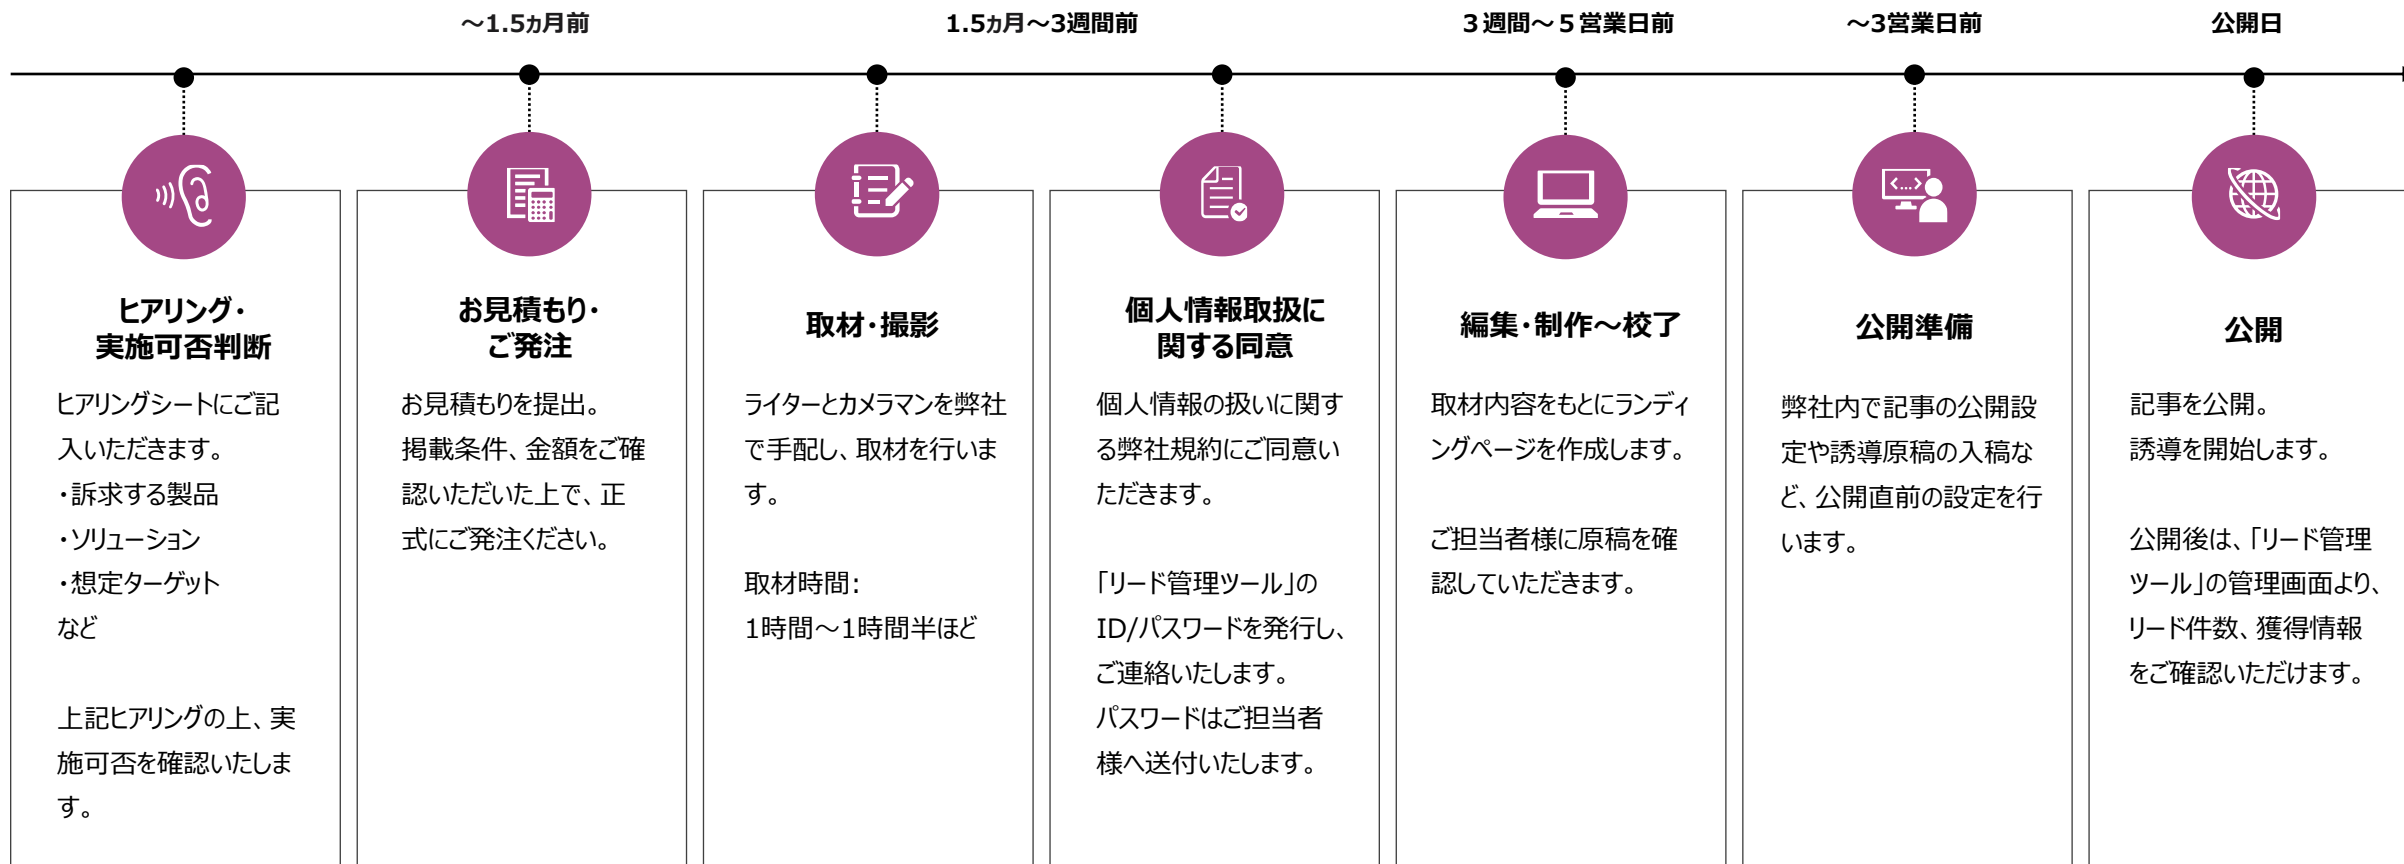 ～1.5ヵ月前
1.5ヵ月～3週間前
３週間～５営業日前
～3営業日前
公開日
ヒアリング・
実施可否判断
ヒアリングシートにご記
入いただきます。
・訴求する製品
・ソリューション
・想定ターゲット
など
上記ヒアリングの上、実
施可否を確認いたしま
す。
お見積もり・
ご発注
お見積もりを提出。
掲載条件、金額をご確
認いただいた上で、正
式にご発注ください。
取材・撮影
ライターとカメラマンを弊社
で手配し、取材を行いま
す。
取材時間：
1時間～1時間半ほど
個人情報取扱に
関する同意
個人情報の扱いに関す
る弊社規約にご同意い
ただきます。
「リード管理ツール」の
ID/パスワードを発行し、
ご連絡いたします。
パスワードはご担当者
様へ送付いたします。
編集・制作～校了
取材内容をもとにランディ
ングページを作成します。
ご担当者様に原稿を確
認していただきます。
公開準備
弊社内で記事の公開設
定や誘導原稿の入稿な
ど、公開直前の設定を行
います。
公開
記事を公開。
誘導を開始します。
公開後は、「リード管理
ツール」の管理画面より、
リード件数、獲得情報
をご確認いただけます。